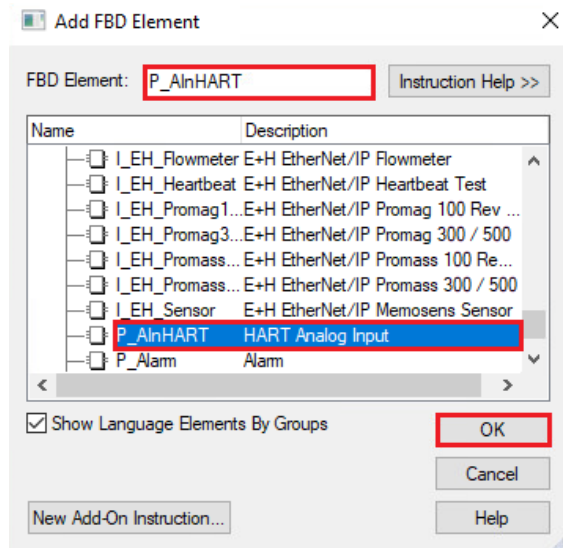 Add FBD Element
FBD Element: P_AInHART Instruction Help >>
Name Description
I_EH_Flowmeter E+H EtherNet/IP Flowmeter
I_EH_Heartbeat E+H EtherNet/IP Heartbeat Test
I_EH_Promag1... E+H EtherNet/IP Promag 100 Rev ...
I_EH_Promag3... E+H EtherNet/IP Promag 300 / 500
I_EH_Promass... E+H EtherNet/IP Promass 100 Re...
I_EH_Promass... E+H EtherNet/IP Promass 300 / 500
I_EH_Sensor E+H EtherNet/IP Memosens Sensor
P_AInHART HART Analog Input
P_Alarm Alarm
Show Language Elements By Groups
OK
Cancel
New Add-On Instruction... Help